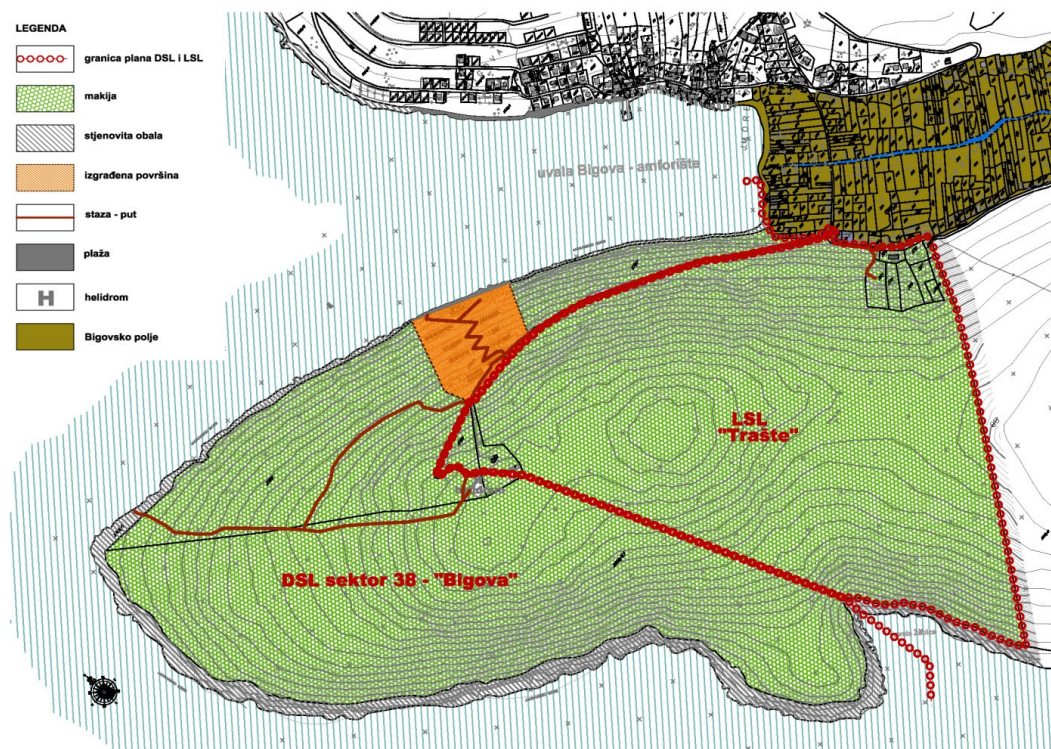 LEGENDA
granica plana DSL i LSL
makija
stjenovita obala
izgrađena površina
staza - put
plaža
H
helidrom
Bigovsko polje
uvala Bigova - amforište
LSL
"Trašte"
DSL sektor 38 - "Bigova"